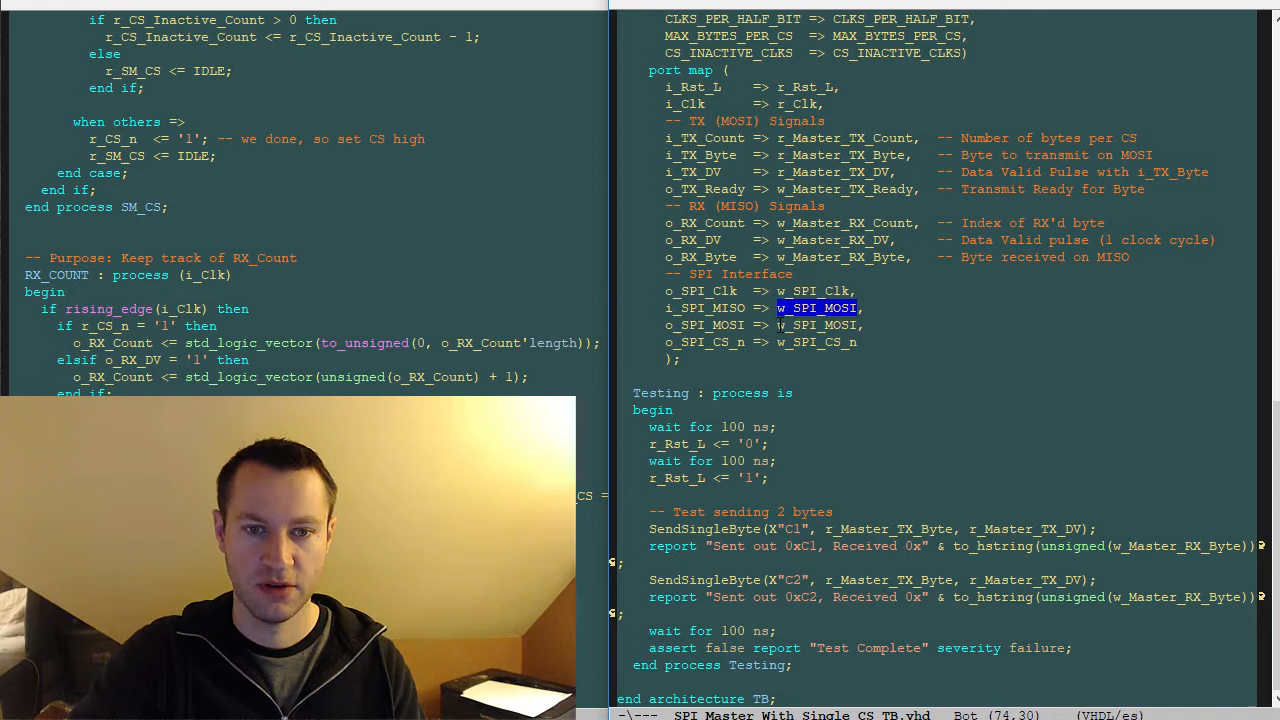 if r_CS_Inactive_Count > 0 then
r_CS_Inactive_Count <= r_CS_Inactive_Count - 1;
else
r_SM_CS <= IDLE;
end if;
when others =>
r_CS_n <= '1'; -- we done, so set CS high
r_SM_CS <= IDLE;
end case;
end if;
end process SM_CS;
-- Purpose: Keep track of RX_Count
RX_COUNT : process (i_Clk)
begin
if rising_edge(i_Clk) then
if r_CS_n = '1' then
o_RX_Count <= std_logic_vector(to_unsigned(0, o_RX_Count'length));
elsif o_RX_DV = '1' then
o_RX_Count <= std_logic_vector(unsigned(o_RX_Count) + 1);
end if;
_CS =
CLKS_PER_HALF_BIT => CLKS_PER_HALF_BIT,
MAX_BYTES_PER_CS => MAX_BYTES_PER_CS,
CS_INACTIVE_CLKS => CS_INACTIVE_CLKS)
port map (
i_Rst_L => r_Rst_L,
i_Clk => r_Clk,
-- TX (MOSI) Signals
i_TX_Count => r_Master_TX_Count, -- Number of bytes per CS
i_TX_Byte => r_Master_TX_Byte, -- Byte to transmit on MOSI
i_TX_DV => r_Master_TX_DV, -- Data Valid Pulse with i_TX_Byte
o_TX_Ready => w_Master_TX_Ready, -- Transmit Ready for Byte
-- RX (MISO) Signals
o_RX_Count => w_Master_RX_Count, -- Index of RX'd byte
o_RX_DV => w_Master_RX_DV, -- Data Valid pulse (1 clock cycle)
o_RX_Byte => w_Master_RX_Byte, -- Byte received on MISO
-- SPI Interface
o_SPI_Clk => w_SPI_Clk,
i_SPI_MISO => w_SPI_MOSI,
o_SPI_MOSI => w_SPI_MOSI,
o_SPI_CS_n => w_SPI_CS_n
);
Testing : process is
begin
wait for 100 ns;
r_Rst_L <= '0';
wait for 100 ns;
r_Rst_L <= '1';
-- Test sending 2 bytes
SendSingleByte(X"C1", r_Master_TX_Byte, r_Master_TX_DV);
report "Sent out 0xC1, Received 0x" & to_hstring(unsigned(w_Master_RX_Byte))
;
SendSingleByte(X"C2", r_Master_TX_Byte, r_Master_TX_DV);
report "Sent out 0xC2, Received 0x" & to_hstring(unsigned(w_Master_RX_Byte))
;
wait for 100 ns;
assert false report "Test Complete" severity failure;
end process Testing;
end architecture TB;
-\--- SPI_Master_With_Single_CS_TB.vhd Bot (74,30) (VHDL/es)